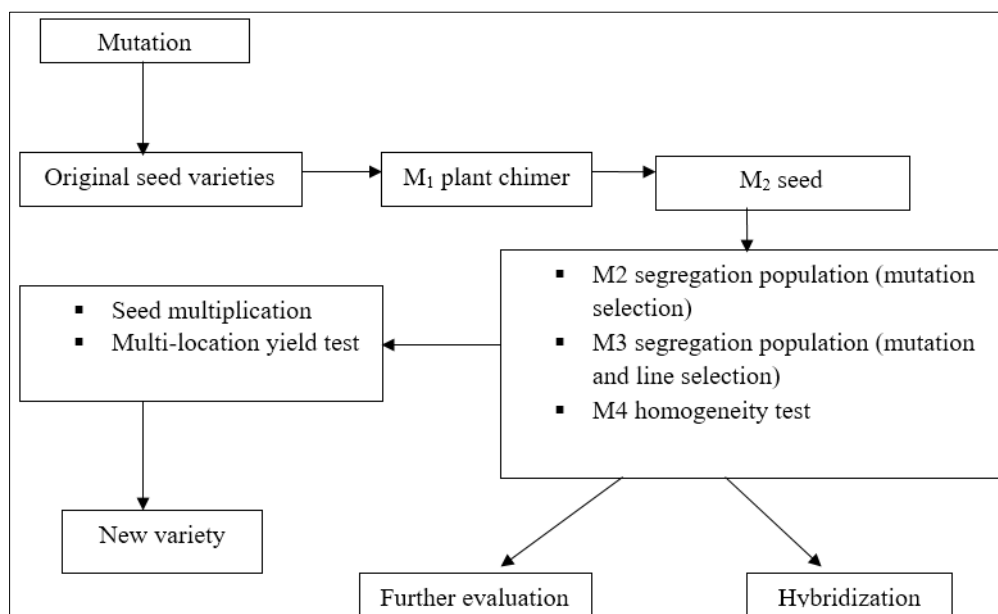 Mutation
Original seed varieties
M₁ plant chimer
M₂ seed
▪ M2 segregation population (mutation
selection)
▪ M3 segregation population (mutation
and line selection)
▪ M4 homogeneity test
▪ Seed multiplication
▪ Multi-location yield test
New variety
Further evaluation
Hybridization